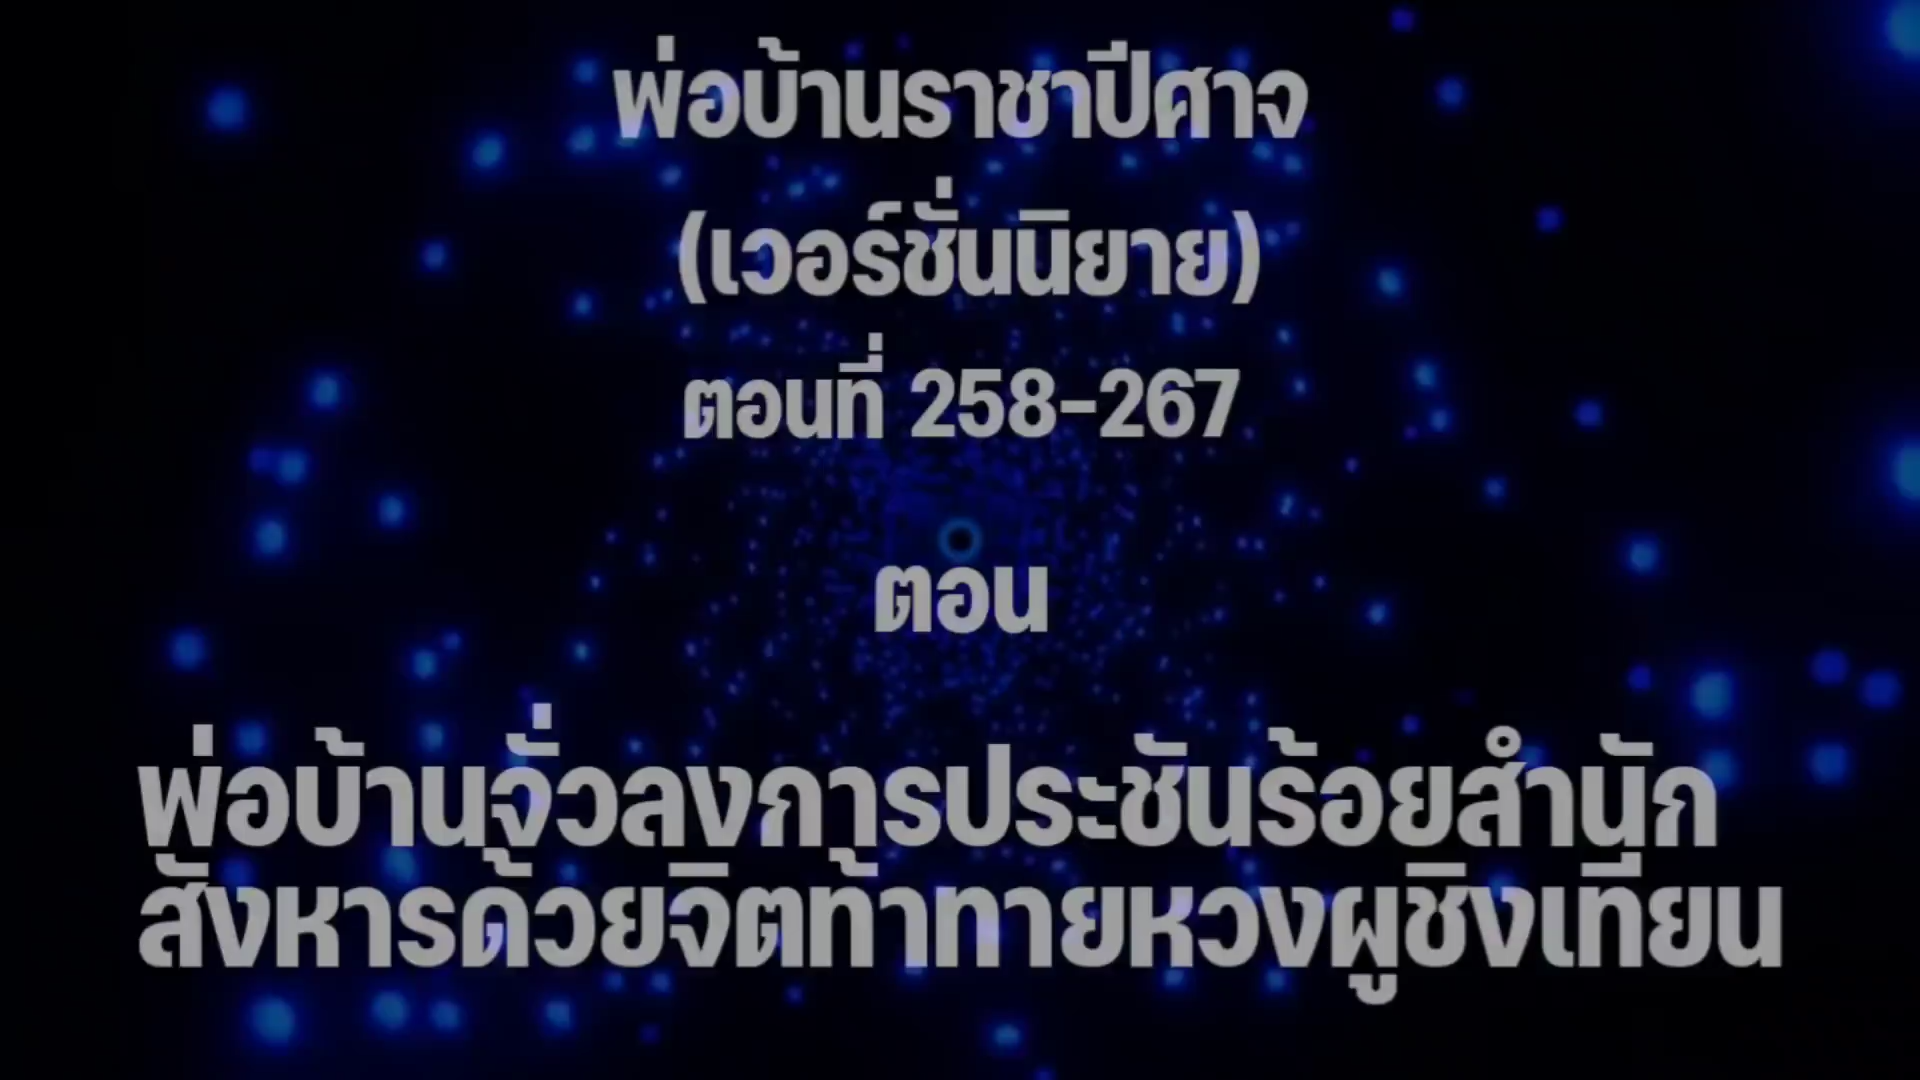 พ่อบ้านราชาปีศาจ
(เวอร์ชั่นนิยาย)
ตอนที่ 258-267
ตอน
พ่อบ้านจั่วลงการประชันร้อยสำนัก
สังหารด้วยจิตท้าทายหวงผูชิงเทียน